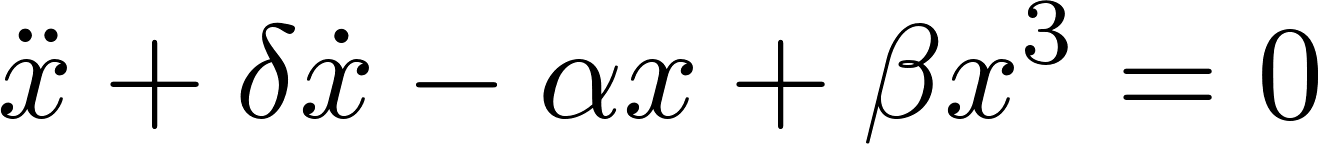 ẍ + δẋ − αx + βx³ = 0